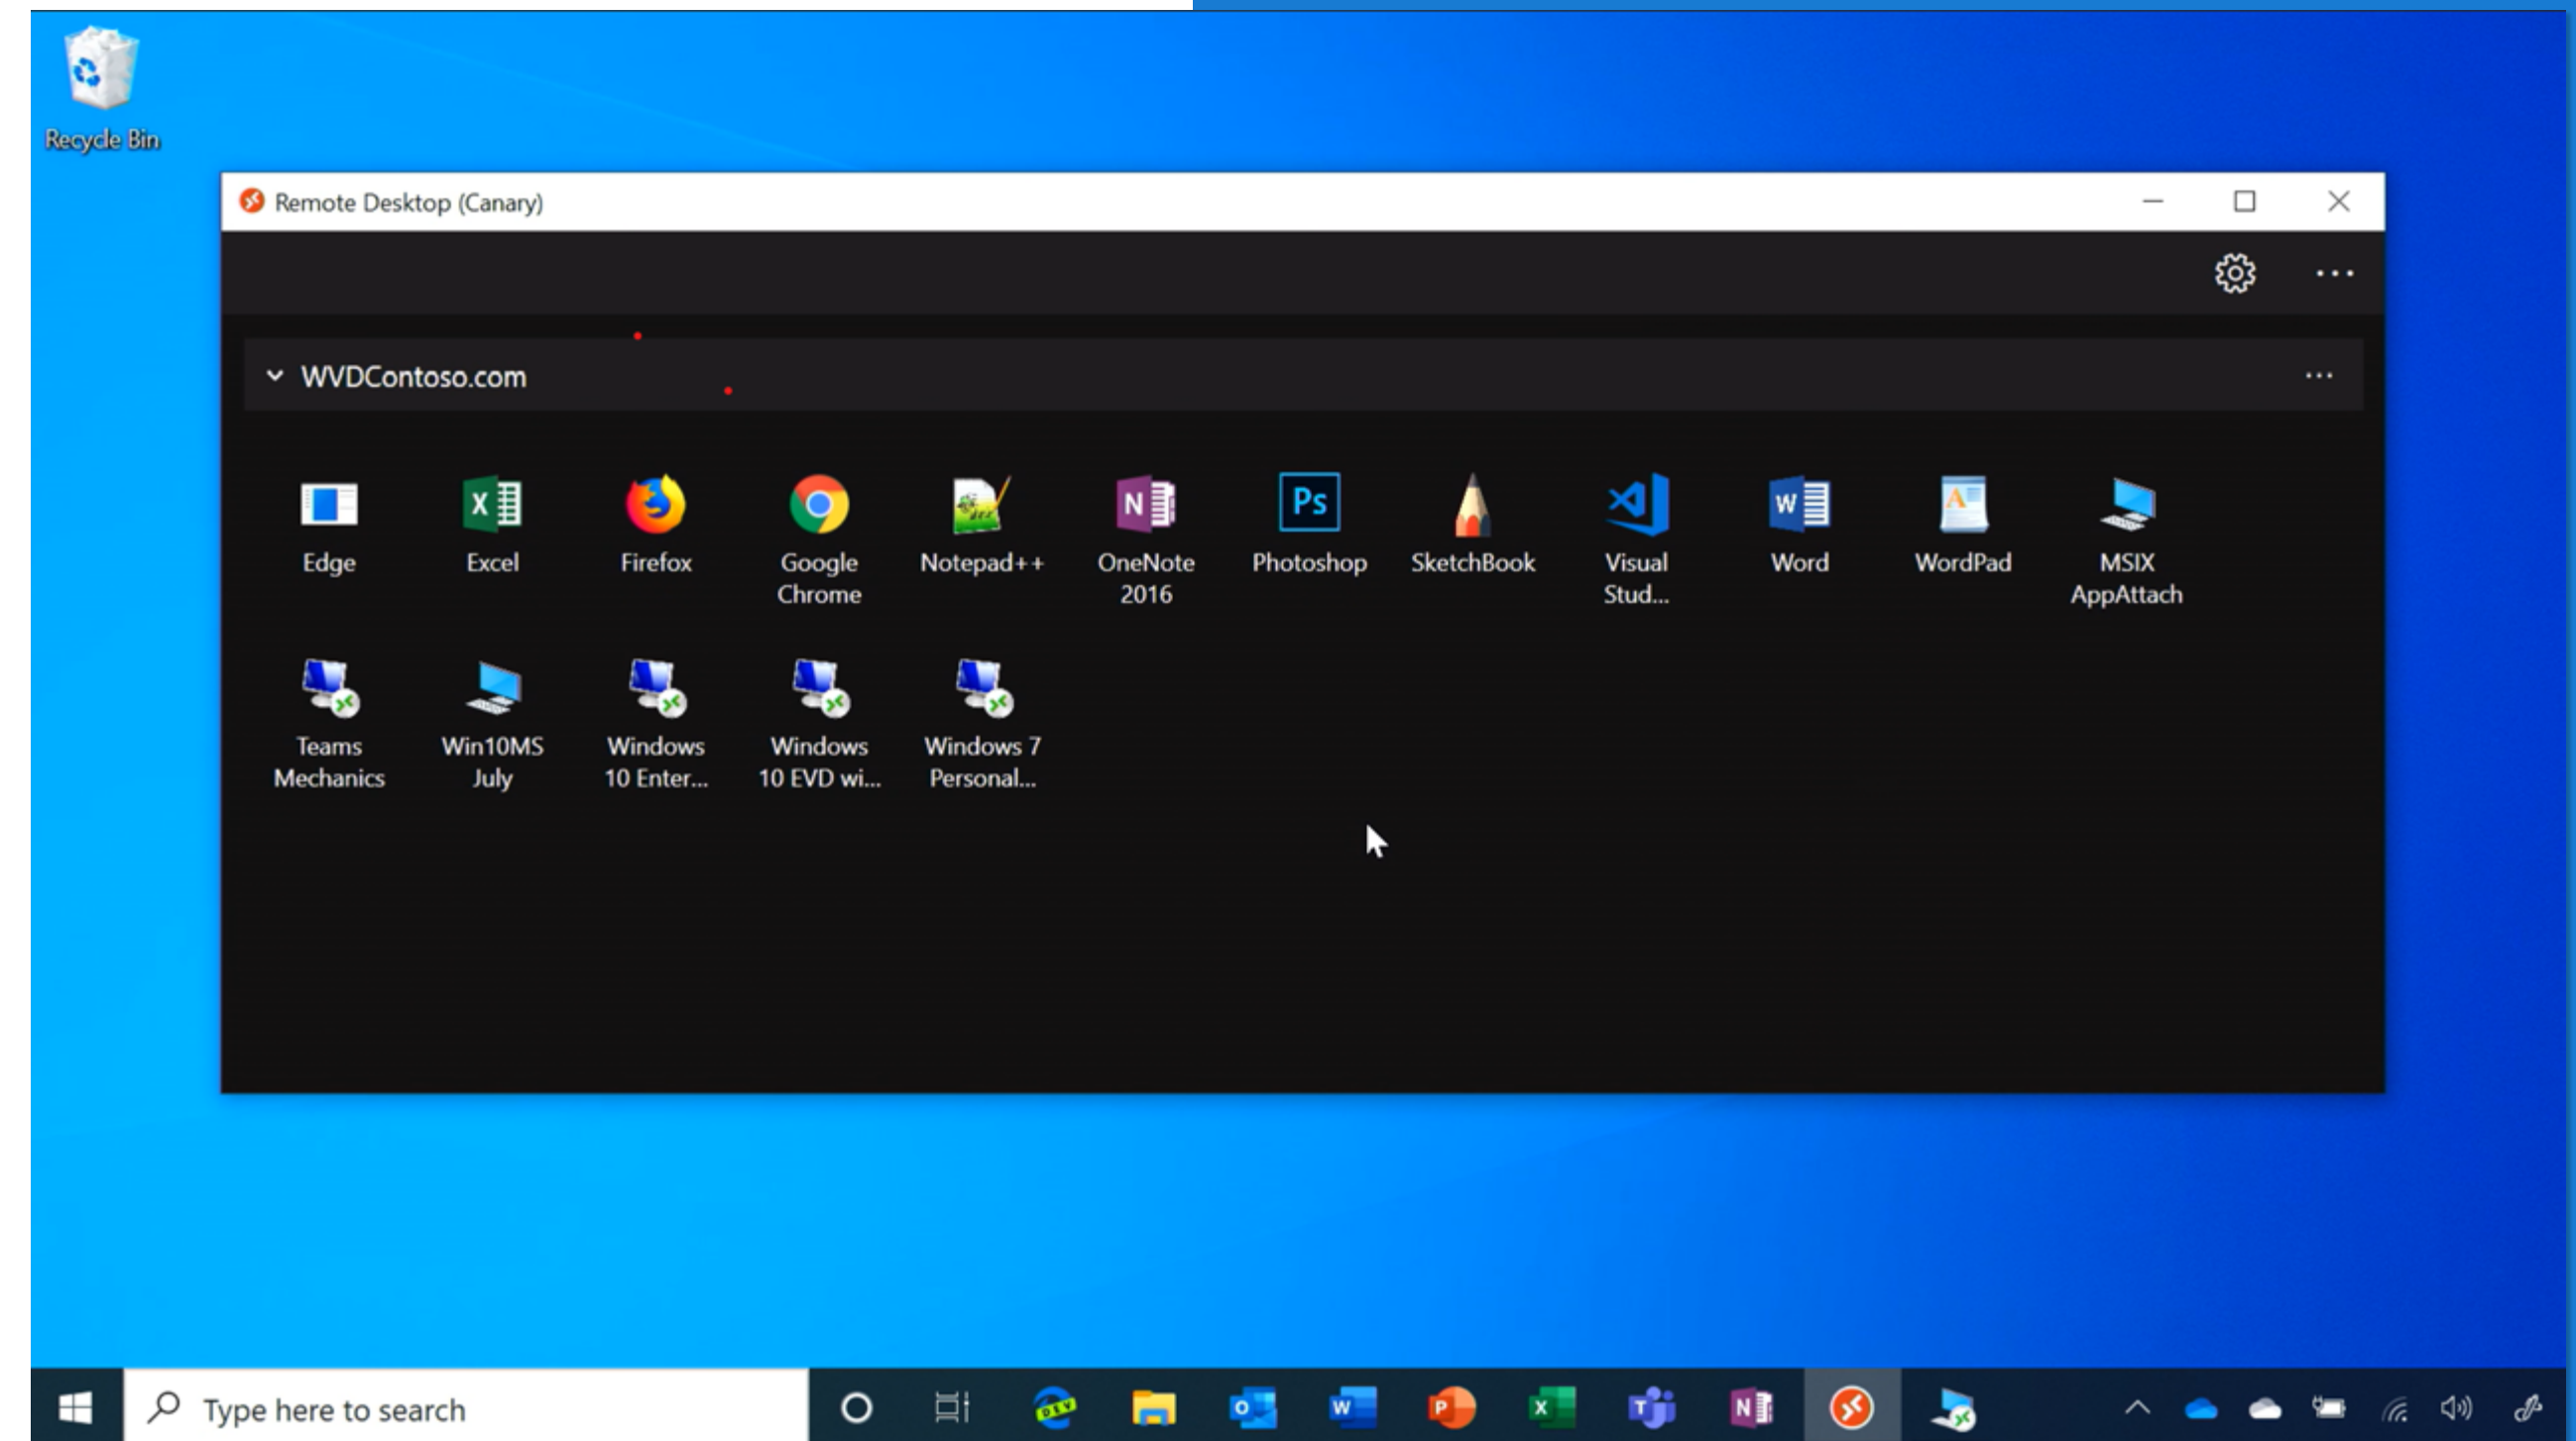 Recycle Bin
Remote Desktop (Canary)
WVDContoso.com
Edge
Excel
Firefox
Google
Chrome
Notepad++
OneNote
2016
Photoshop
SketchBook
Visual
Stud...
Word
WordPad
MSIX
AppAttach
Teams
Mechanics
Win10MS
July
Windows
10 Enter...
Windows
10 EVD wi...
Windows 7
Personal...
Type here to search